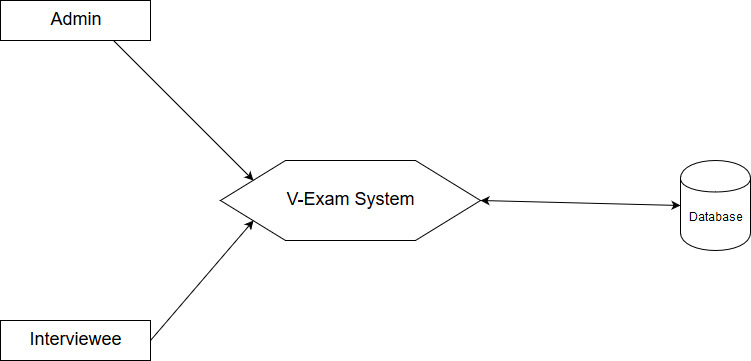 Admin
V-Exam System
Database
Interviewee